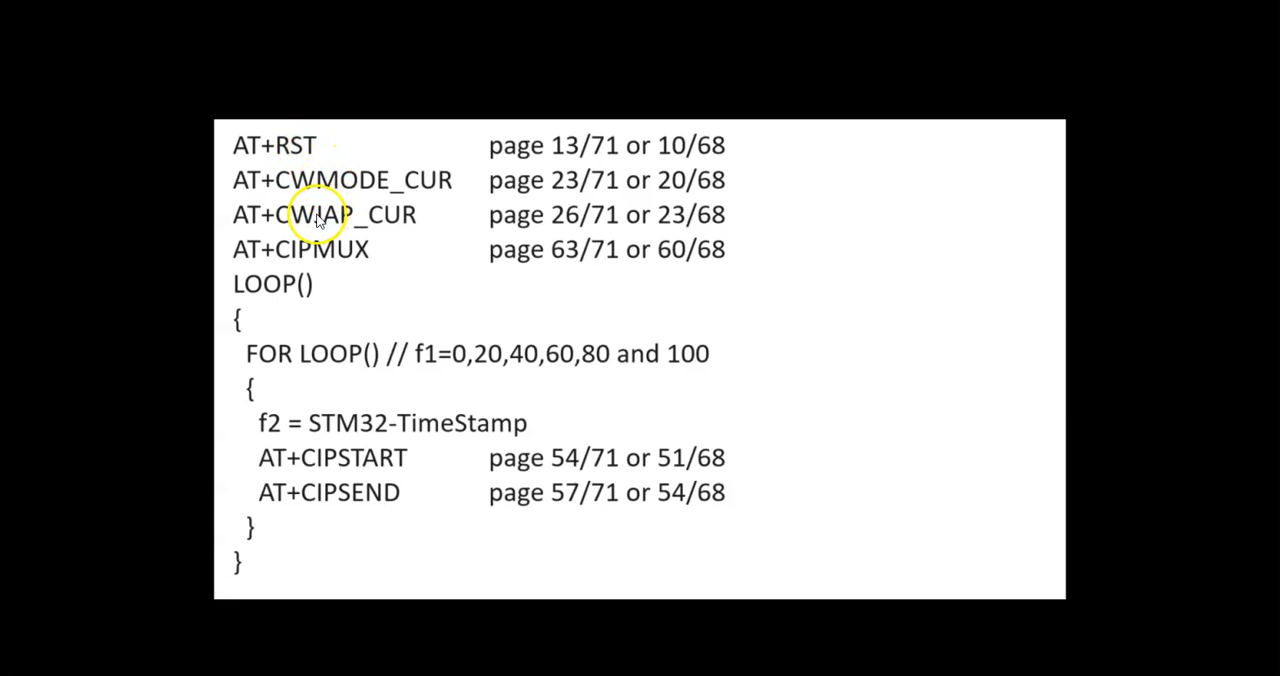 AT+RST page 13/71 or 10/68
AT+CWMODE_CUR page 23/71 or 20/68
AT+CWJAP_CUR page 26/71 or 23/68
AT+CIPMUX page 63/71 or 60/68
LOOP()
{
FOR LOOP() // f1=0,20,40,60,80 and 100
{
f2 = STM32-TimeStamp
AT+CIPSTART page 54/71 or 51/68
AT+CIPSEND page 57/71 or 54/68
}
}